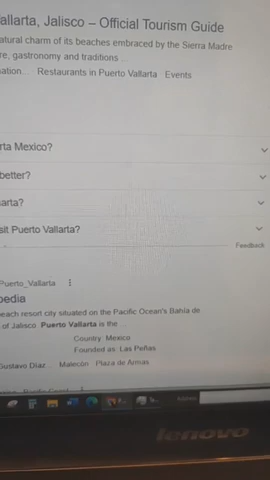 allarta, Jalisco – Official Tourism Guide
atural charm of its beaches embraced by the Sierra Madre
re, gastronomy and traditions ...
nation... Restaurants in Puerto Vallarta Events
rta Mexico?
better?
arta?
sit Puerto Vallarta?
Feedback
Puerto_Vallarta
pedia
each resort city situated on the Pacific Ocean's Bahía de
of Jalisco. Puerto Vallarta is the ...
Country: Mexico
Founded as: Las Peñas
Gustavo Díaz... Malecón Plaza de Armas
Address
lenovo